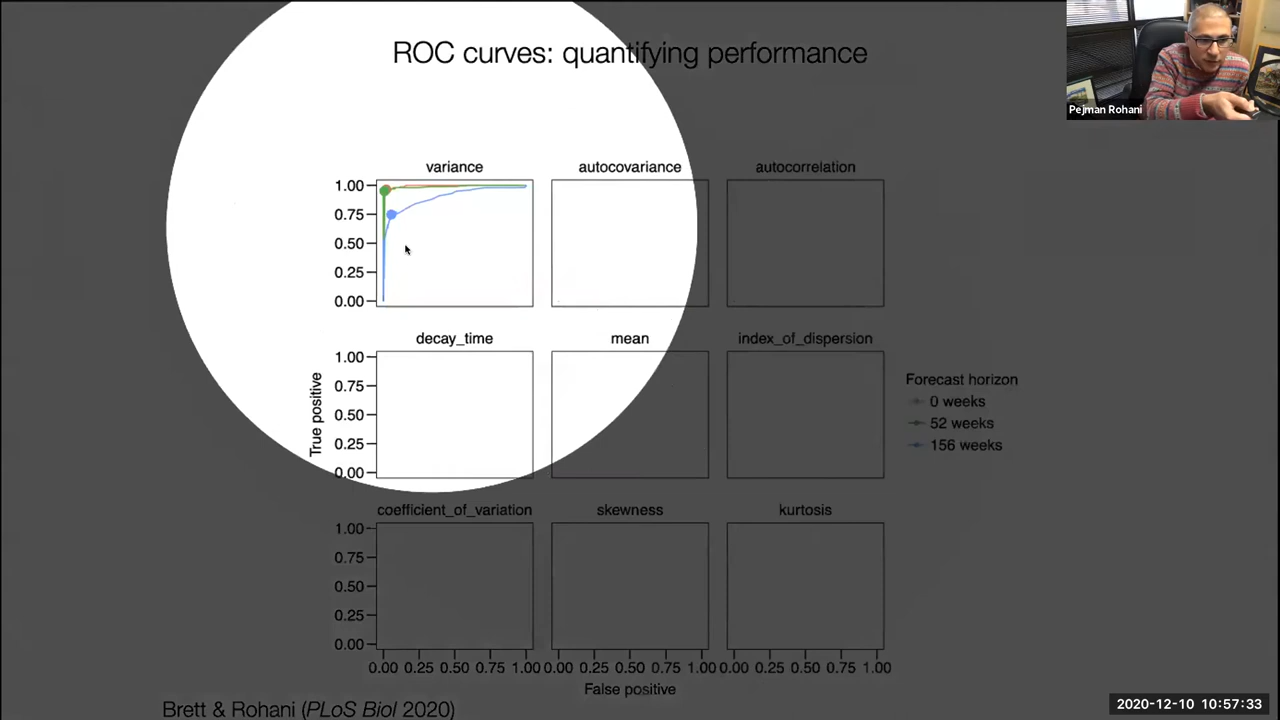 ROC curves: quantifying performance
Pejman Rohani
variance
autocovariance
autocorrelation
1.00
0.75
0.50
0.25
0.00
decay_time
mean
index_of_dispersion
1.00
0.75
0.50
0.25
0.00
True positive
Forecast horizon
0 weeks
52 weeks
156 weeks
coefficient_of_variation
skewness
kurtosis
1.00
0.75
0.50
0.25
0.00
0.00 0.25 0.50 0.75 1.00 0.00 0.25 0.50 0.75 1.00 0.00 0.25 0.50 0.75 1.00
False positive
Brett & Rohani (PLoS Biol 2020)
2020-12-10 10:57:33